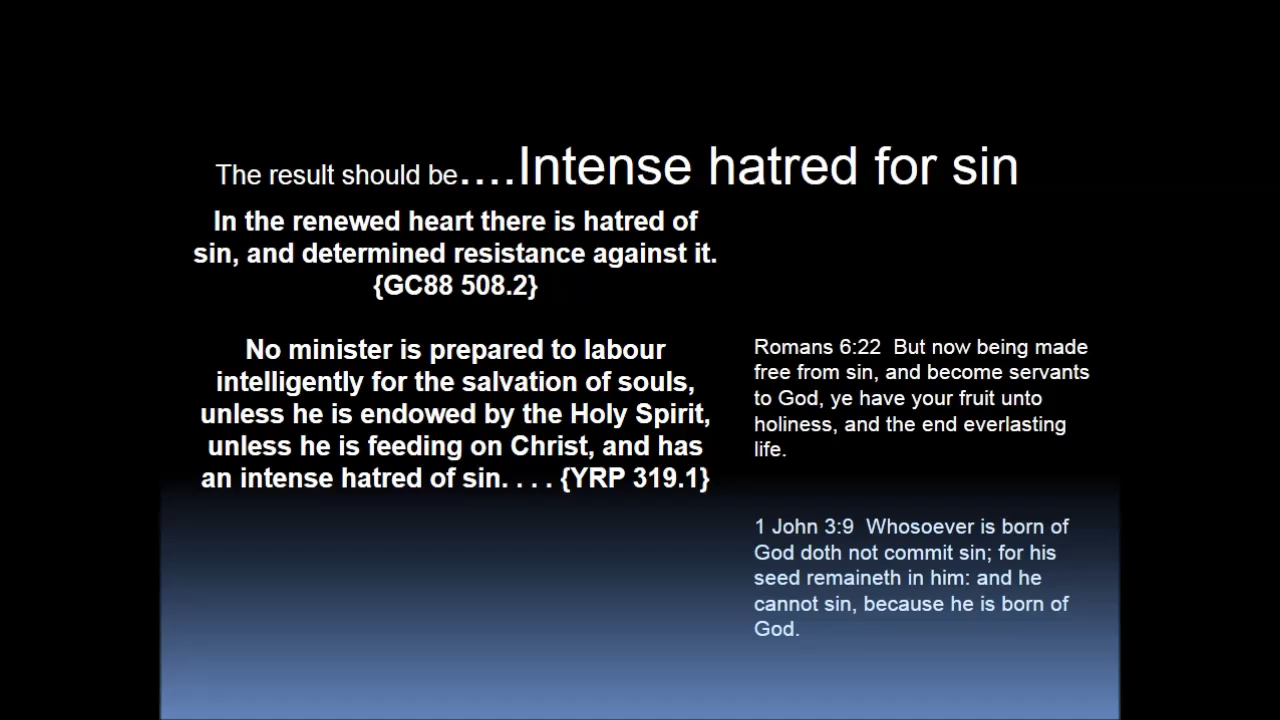 The result should be....Intense hatred for sin
In the renewed heart there is hatred of
sin, and determined resistance against it.
{GC88 508.2}
No minister is prepared to labour
intelligently for the salvation of souls,
unless he is endowed by the Holy Spirit,
unless he is feeding on Christ, and has
an intense hatred of sin. . . . {YRP 319.1}
Romans 6:22  But now being made
free from sin, and become servants
to God, ye have your fruit unto
holiness, and the end everlasting
life.
1 John 3:9  Whosoever is born of
God doth not commit sin; for his
seed remaineth in him: and he
cannot sin, because he is born of
God.